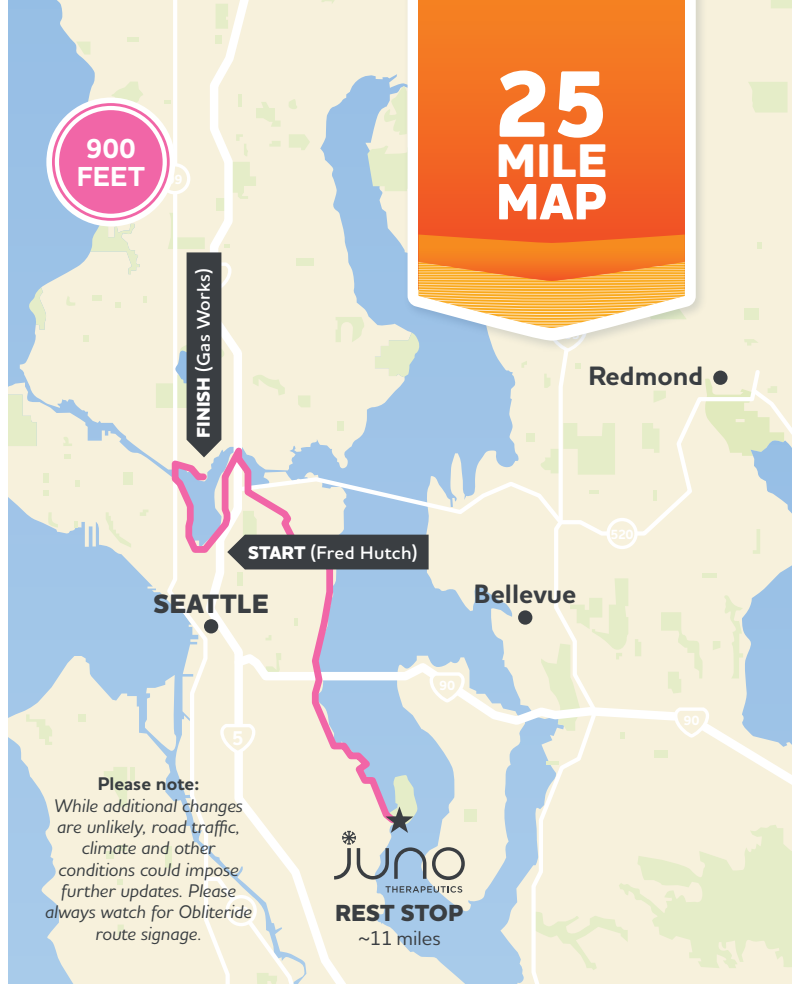 25
MILE
MAP
900
FEET
9
FINISH (Gas Works)
Redmond
520
START (Fred Hutch)
SEATTLE
Bellevue
90
90
5
Please note:
While additional changes
are unlikely, road traffic,
climate and other
conditions could impose
further updates. Please
always watch for Obliteride
route signage.
juno
THERAPEUTICS
REST STOP
~11 miles